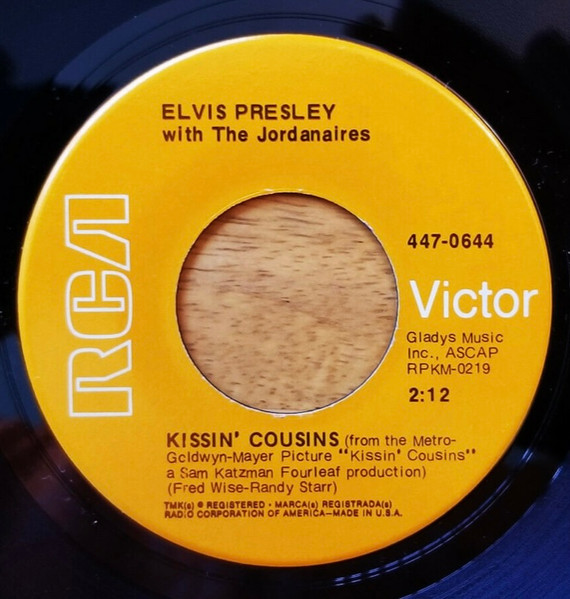 ELVIS PRESLEY
with The Jordanaires
RCA
447-0644
Victor
Gladys Music
Inc., ASCAP
RPKM-0219
2:12
KISSIN' COUSINS (from the Metro-
Goldwyn-Mayer Picture "Kissin' Cousins"
a Sam Katzman Fourleaf production)
(Fred Wise-Randy Starr)
TMK(s) ® REGISTERED • MARCA(s) REGISTRADA(s)
RADIO CORPORATION OF AMERICA—MADE IN U.S.A.